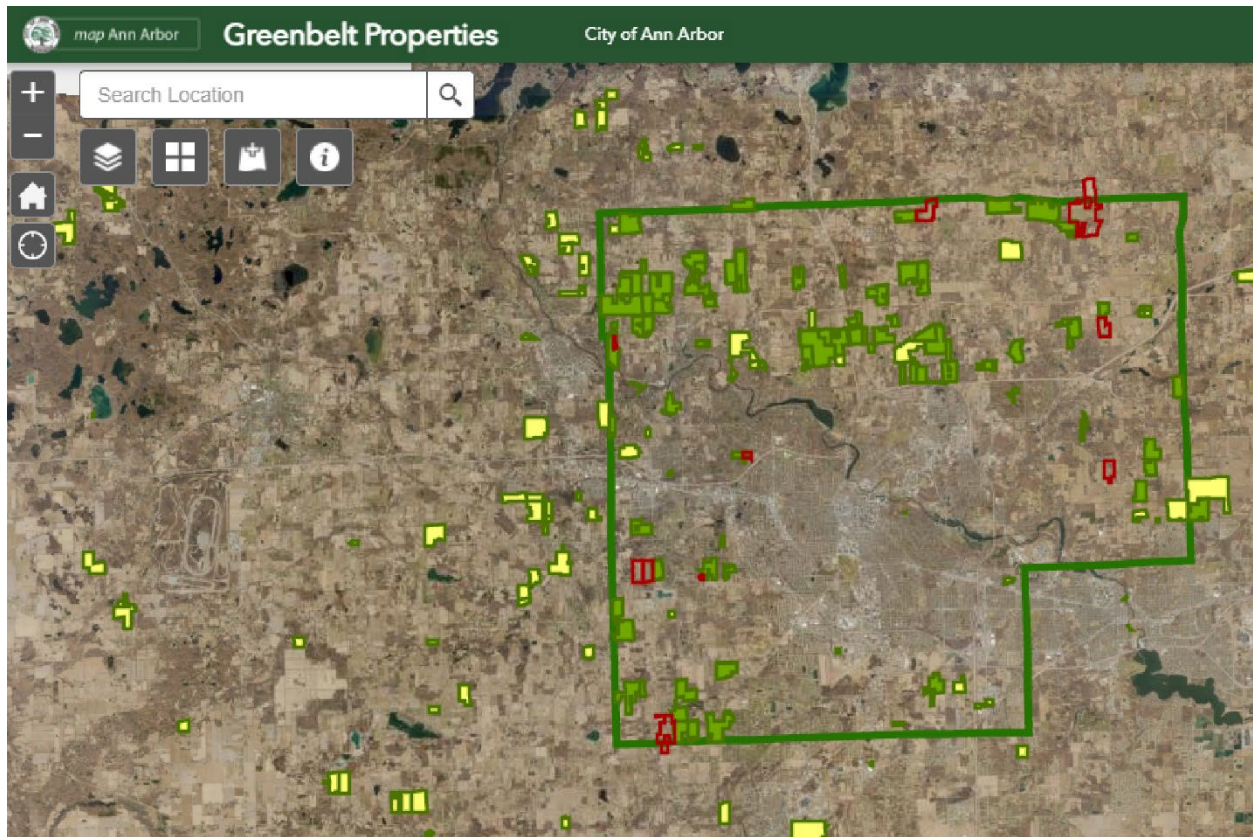 map Ann Arbor
Greenbelt Properties
City of Ann Arbor
+
Search Location
−
i